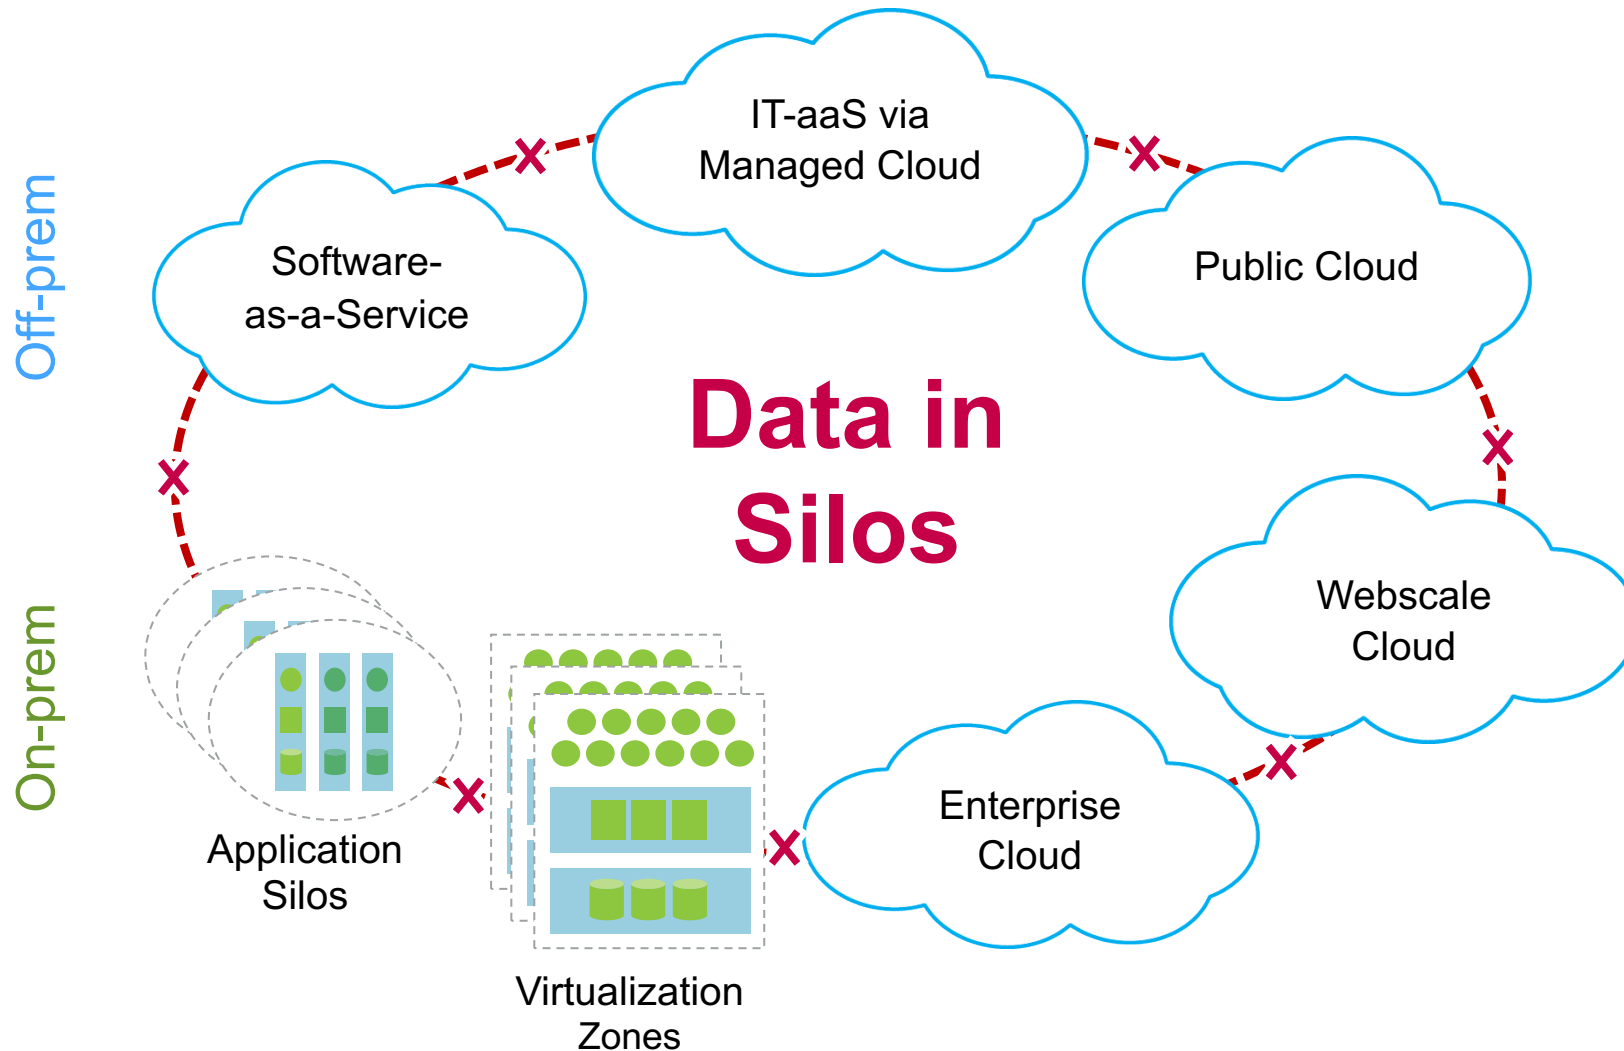 IT-aaS via
Managed Cloud
Software-
as-a-Service
Public Cloud
Off-prem
Data in
Silos
Webscale
Cloud
On-prem
Enterprise
Cloud
Application
Silos
Virtualization
Zones